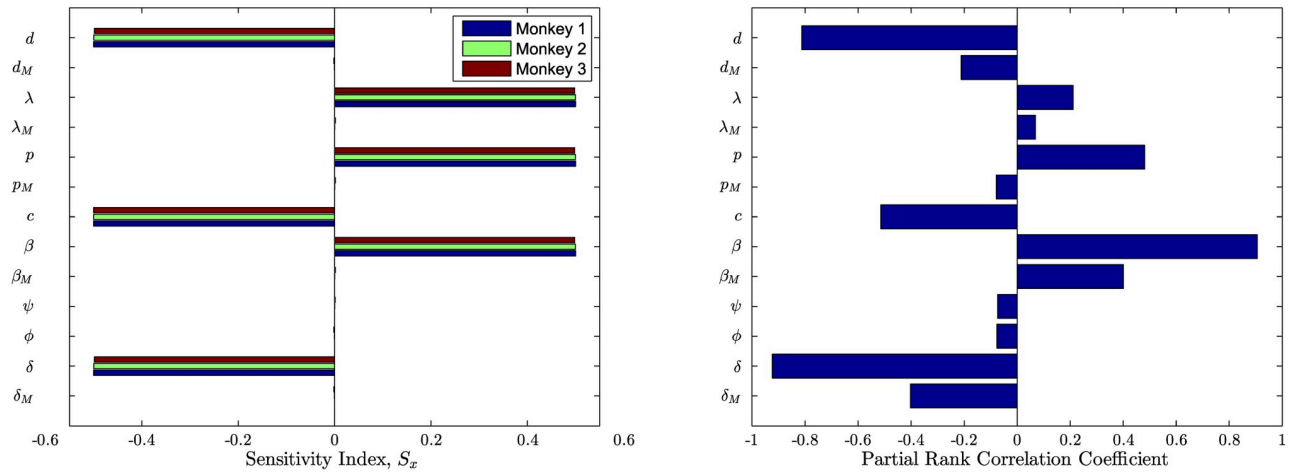 d
d_M
λ
λ_M
p
p_M
c
β
β_M
ψ
φ
δ
δ_M
Monkey 1
Monkey 2
Monkey 3
-0.6 -0.4 -0.2 0 0.2 0.4 0.6
Sensitivity Index, S_x
d
d_M
λ
λ_M
p
p_M
c
β
β_M
ψ
ϕ
δ
δ_M
-1 -0.8 -0.6 -0.4 -0.2 0 0.2 0.4 0.6 0.8 1
Partial Rank Correlation Coefficient